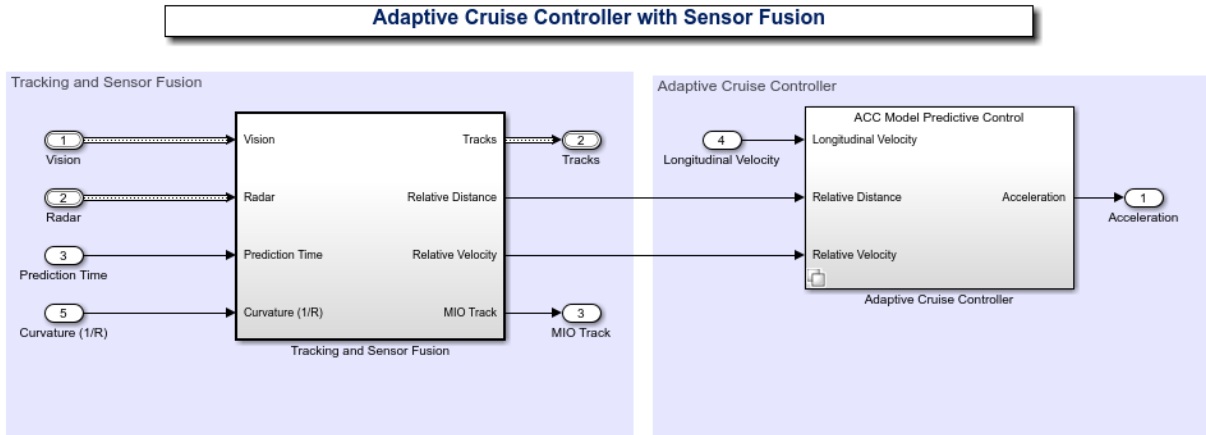 Adaptive Cruise Controller with Sensor Fusion
Tracking and Sensor Fusion
1
Vision
2
Radar
3
Prediction Time
5
Curvature (1/R)
Vision
Radar
Prediction Time
Curvature (1/R)
Tracks
Relative Distance
Relative Velocity
MIO Track
Tracking and Sensor Fusion
2
Tracks
3
MIO Track
Adaptive Cruise Controller
4
Longitudinal Velocity
ACC Model Predictive Control
Longitudinal Velocity
Relative Distance
Relative Velocity
Acceleration
Adaptive Cruise Controller
1
Acceleration